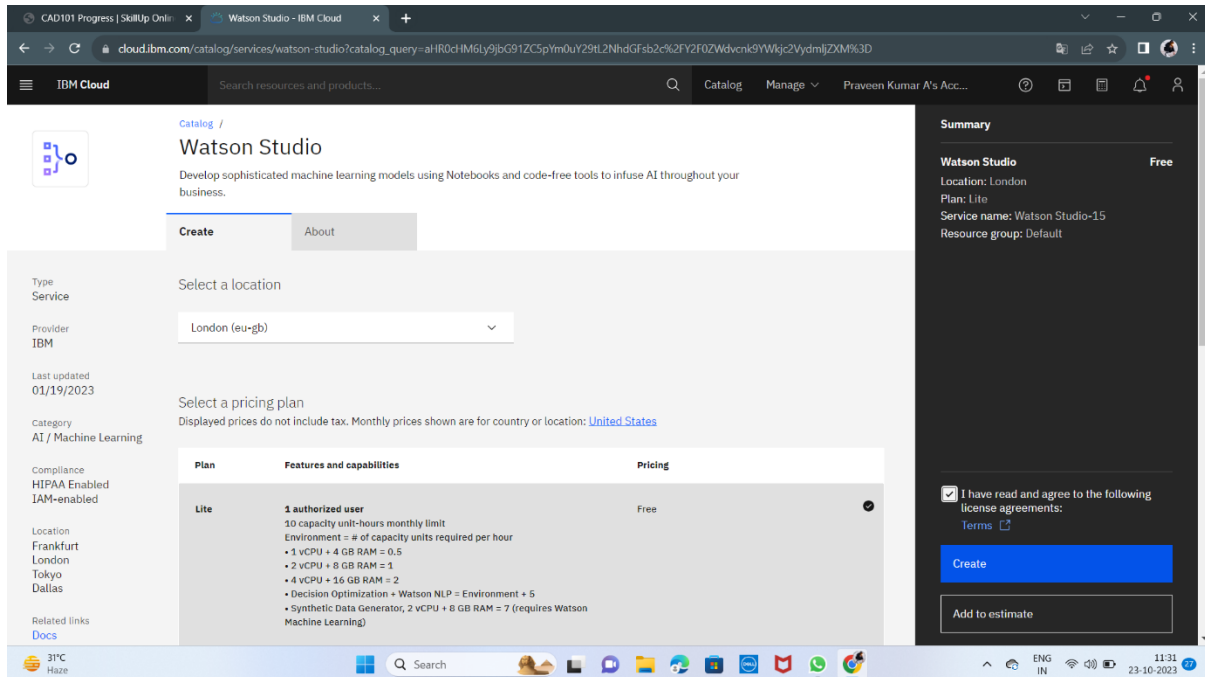 CAD101 Progress | SkillUp Onlin
Watson Studio - IBM Cloud
cloud.ibm.com/catalog/services/watson-studio?catalog_query=aHR0cHM6Ly9jbG91ZC5pYm0uY29tL2NhdGFsb2c%2FY2F0ZWdvcnk9YWkjc2VydmljZXM%3D
IBM Cloud
Search resources and products...
Catalog
Manage
Praveen Kumar A's Acc...
Catalog /
Watson Studio
Develop sophisticated machine learning models using Notebooks and code-free tools to infuse AI throughout your
business.
Create
About
Type
Service
Provider
IBM
Last updated
01/19/2023
Category
AI / Machine Learning
Compliance
HIPAA Enabled
IAM-enabled
Location
Frankfurt
London
Tokyo
Dallas
Related links
Docs
Select a location
London (eu-gb)
Select a pricing plan
Displayed prices do not include tax. Monthly prices shown are for country or location: United States
Plan Features and capabilities Pricing
Lite 1 authorized user Free
10 capacity unit-hours monthly limit
Environment = # of capacity units required per hour
• 1 vCPU + 4 GB RAM = 0.5
• 2 vCPU + 8 GB RAM = 1
• 4 vCPU + 16 GB RAM = 2
• Decision Optimization + Watson NLP = Environment + 5
• Synthetic Data Generator, 2 vCPU + 8 GB RAM = 7 (requires Watson
Machine Learning)
Summary
Watson Studio Free
Location: London
Plan: Lite
Service name: Watson Studio-15
Resource group: Default
I have read and agree to the following
license agreements:
Terms
Create
Add to estimate
31°C
Haze
Search
DELL
ENG
IN
11:31
23-10-2023
27